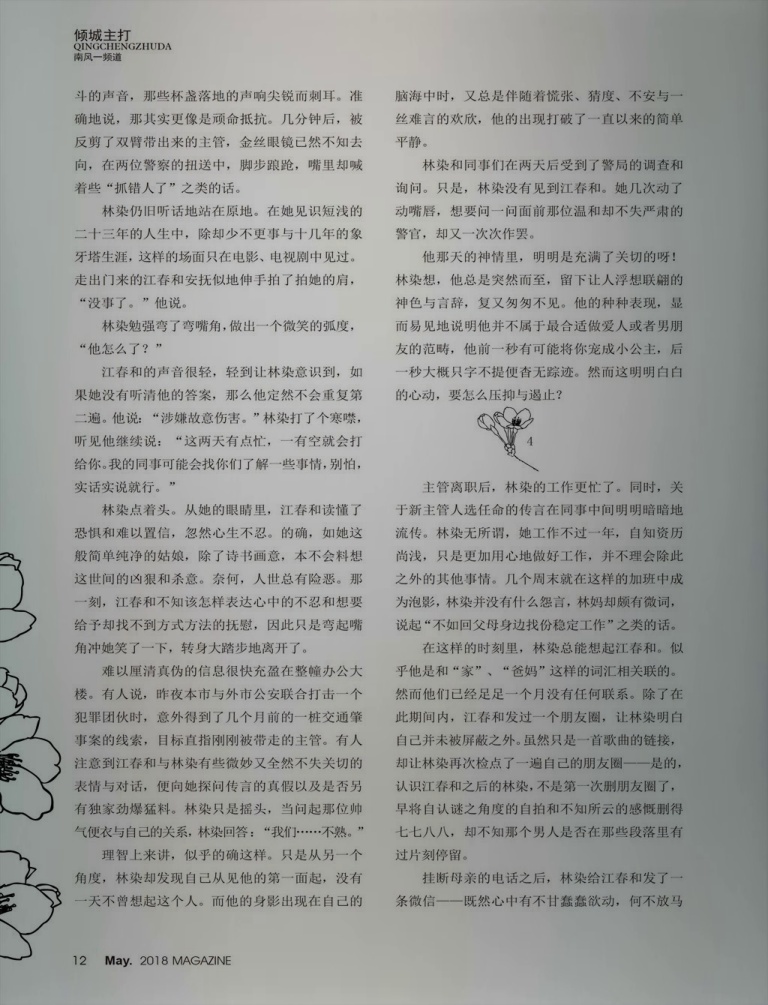 倾城主打
QINGCHENGZHUDA
南风一频道
斗的声音，那些杯盏落地的声响尖锐而刺耳。准
确地说，那其实更像是顽命抵抗。几分钟后，被
反剪了双臂带出来的主管，金丝眼镜已然不知去
向，在两位警察的扭送中，脚步踉跄，嘴里却喊
着些“抓错人了”之类的话。
林染仍旧听话地站在原地。在她见识短浅的
二十三年的人生中，除却少不更事与十几年的象
牙塔生涯，这样的场面只在电影、电视剧中见过。
走出门来的江春和安抚似地伸手拍了拍她的肩，
“没事了。”他说。
林染勉强弯了弯嘴角，做出一个微笑的弧度，
“他怎么了？”
江春和的声音很轻，轻到让林染意识到，如
果她没有听清他的答案，那么他定然不会重复第
二遍。他说：“涉嫌故意伤害。”林染打了个寒噤，
听见他继续说：“这两天有点忙，一有空就会打
给你。我的同事可能会找你们了解一些事情，别怕，
实话实说就行。”
林染点着头。从她的眼睛里，江春和读懂了
恐惧和难以置信，忽然心生不忍。的确，如她这
般简单纯净的姑娘，除了诗书画意，本不会料想
这世间的凶狠和杀意。奈何，人世总有险恶。那
一刻，江春和不知该怎样表达心中的不忍和想要
给予却找不到方式方法的抚慰，因此只是弯起嘴
角冲她笑了一下，转身大踏步地离开了。
难以厘清真伪的信息很快充盈在整幢办公大
楼。有人说，昨夜本市与外市公安联合打击一个
犯罪团伙时，意外得到了几个月前的一桩交通肇
事案的线索，目标直指刚刚被带走的主管。有人
注意到江春和与林染有些微妙又全然不失关切的
表情与对话，便向她探问传言的真假以及是否另
有独家劲爆猛料。林染只是摇头，当问起那位帅
气便衣与自己的关系，林染回答：“我们……不熟。”
理智上来讲，似乎的确这样。只是从另一个
角度，林染却发现自己从见他的第一面起，没有
一天不曾想起这个人。而他的身影出现在自己的
脑海中时，又总是伴随着慌张、猜度、不安与一
丝难言的欢欣，他的出现打破了一直以来的简单
平静。
林染和同事们在两天后受到了警局的调查和
询问。只是，林染没有见到江春和。她几次动了
动嘴唇，想要问一问面前那位温和却不失严肃的
警官，却又一次次作罢。
他那天的神情里，明明是充满了关切的呀！
林染想，他总是突然而至，留下让人浮想联翩的
神色与言辞，复又匆匆不见。他的种种表现，显
而易见地说明他并不属于最合适做爱人或者男朋
友的范畴，他前一秒有可能将你宠成小公主，后
一秒大概只字不提便杳无踪迹。然而这明明白白
的心动，要怎么压抑与遏止？
4
主管离职后，林染的工作更忙了。同时，关
于新主管人选任命的传言在同事中间明明暗暗地
流传。林染无所谓，她工作不过一年，自知资历
尚浅，只是更加用心地做好工作，并不理会除此
之外的其他事情。几个周末就在这样的加班中成
为泡影，林染并没有什么怨言，林妈却颇有微词，
说起“不如回父母身边找份稳定工作”之类的话。
在这样的时刻里，林染总能想起江春和。似
乎他是和“家”、“爸妈”这样的词汇相关联的。
然而他们已经足足一个月没有任何联系。除了在
此期间内，江春和发过一个朋友圈，让林染明白
自己并未被屏蔽之外。虽然只是一首歌曲的链接，
却让林染再次检点了一遍自己的朋友圈——是的，
认识江春和之后的林染，不是第一次删朋友圈了，
早将自认谜之角度的自拍和不知所云的感慨删得
七七八八，却不知那个男人是否在那些段落里有
过片刻停留。
挂断母亲的电话之后，林染给江春和发了一
条微信——既然心中有不甘蠢蠢欲动，何不放马
12 May. 2018 MAGAZINE